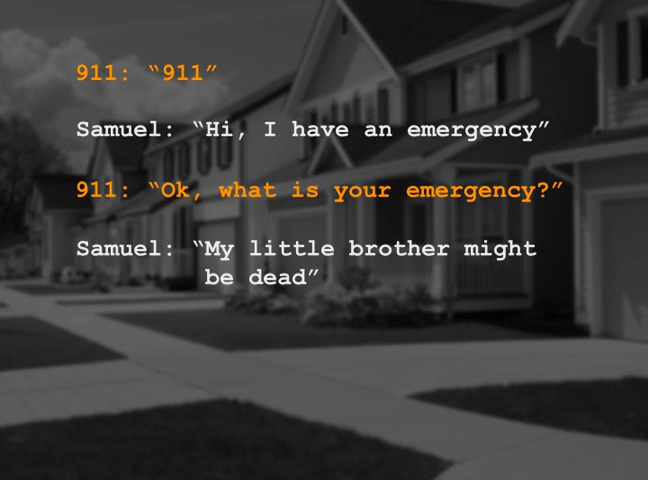 911: “911”
Samuel: “Hi, I have an emergency”
911: “Ok, what is your emergency?”
Samuel: “My little brother might
be dead”